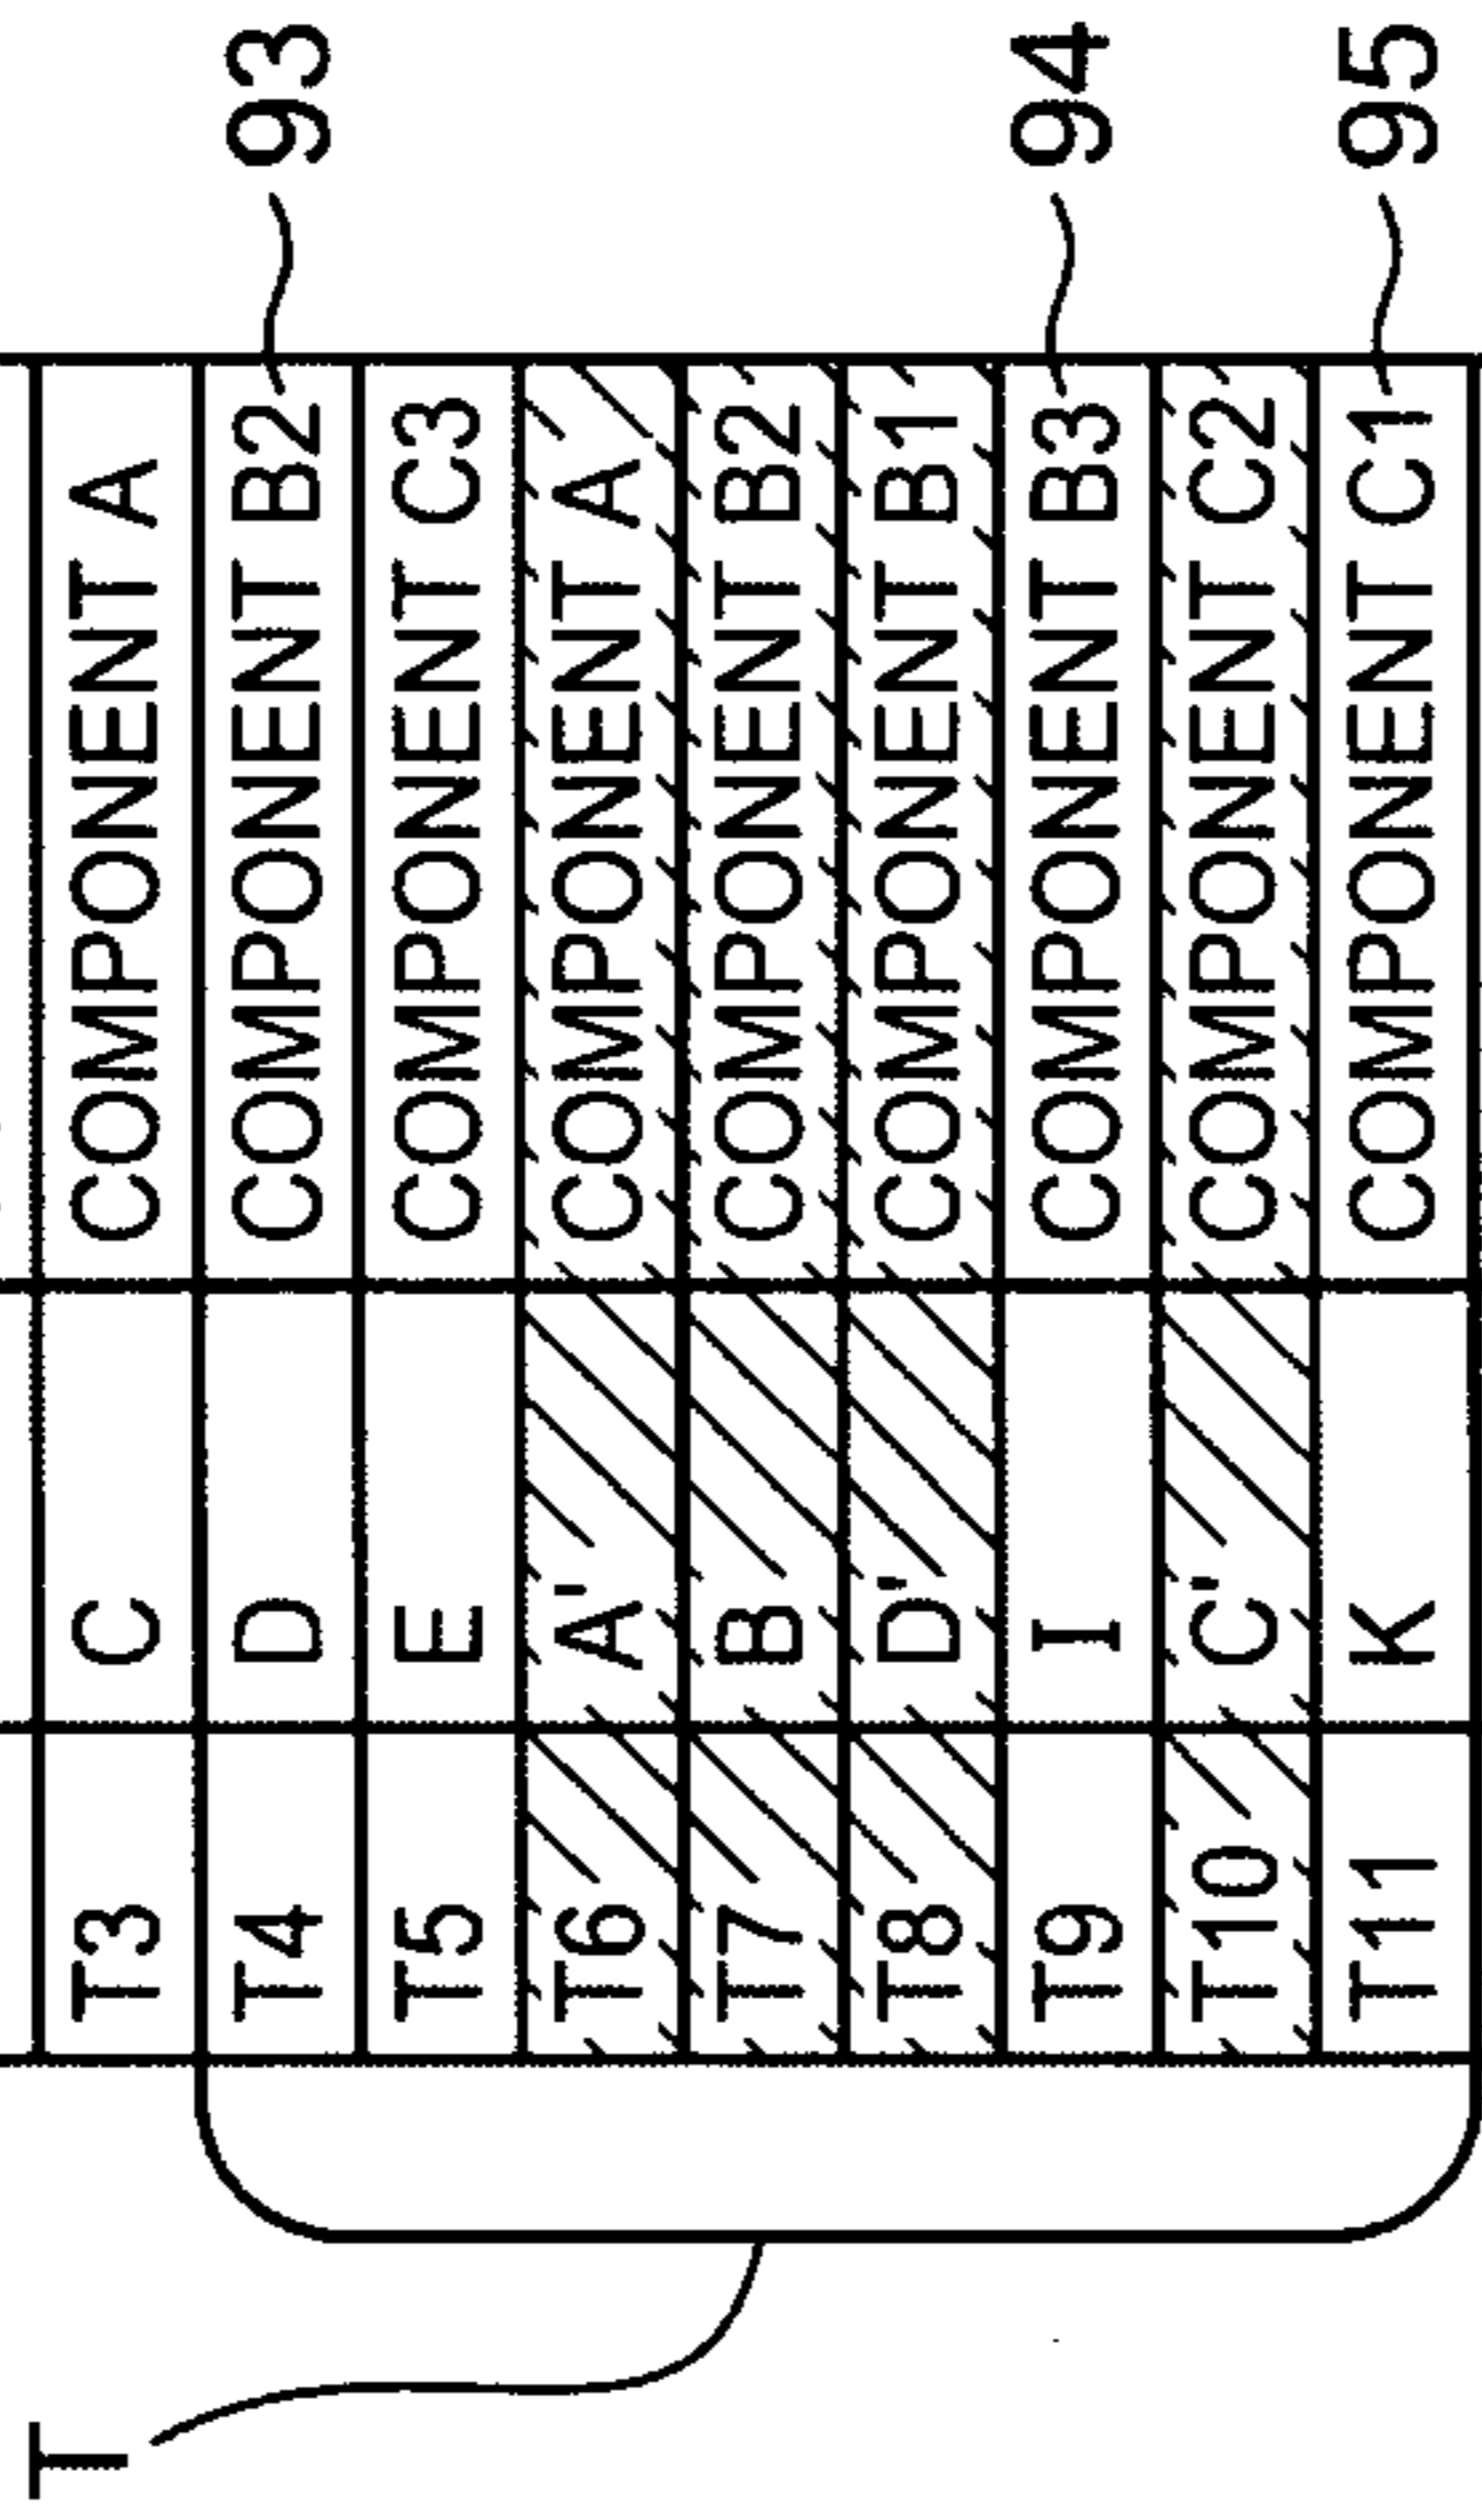 T
T3 C COMPONENT A
T4 D COMPONENT B2 93
T5 E COMPONENT C3
T6 A' COMPONENT A
T7 B' COMPONENT B2
T8 D' COMPONENT B1
T9 I COMPONENT B3 94
T10 C' COMPONENT C2
T11 K COMPONENT C1 95